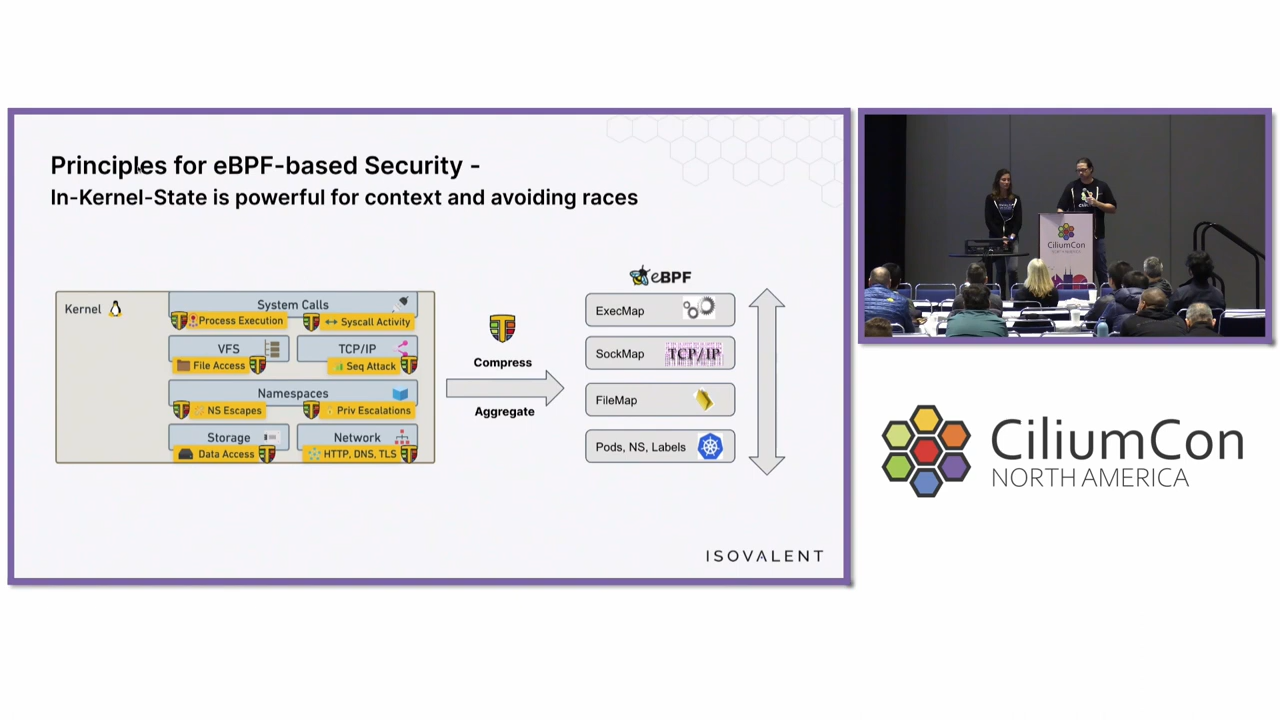 Principles for eBPF-based Security -
In-Kernel-State is powerful for context and avoiding races
Kernel
System Calls
Process Execution
Syscall Activity
VFS
TCP/IP
File Access
Seq Attack
Namespaces
NS Escapes
Priv Escalations
Storage
Network
Data Access
HTTP, DNS, TLS
Compress
Aggregate
eBPF
ExecMap
SockMap
TCP/IP
FileMap
Pods, NS, Labels
ISOVALENT
CiliumCon
CiliumCon
NORTH AMERICA